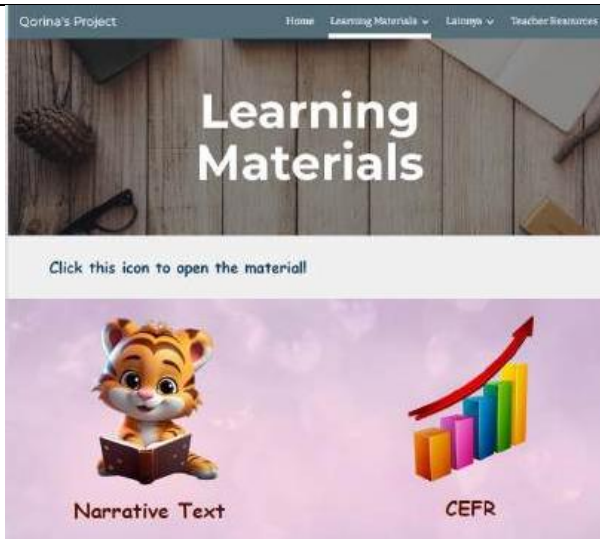 Qorina's Project Home Learning Materials Lainnya Teacher Resources
Learning
Materials
Click this icon to open the material!
Narrative Text CEFR